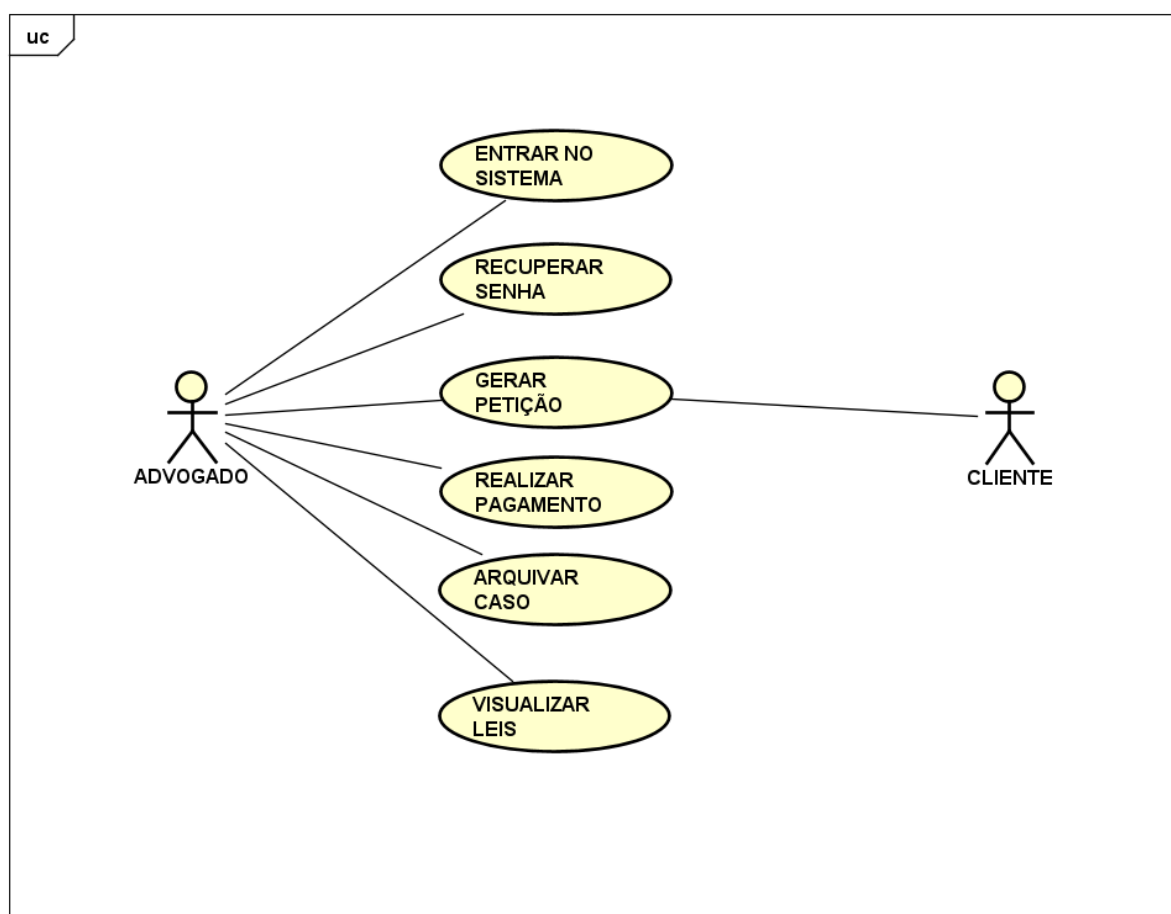 uc
ENTRAR NO
SISTEMA
RECUPERAR
SENHA
GERAR
PETIÇÃO
REALIZAR
PAGAMENTO
ARQUIVAR
CASO
VISUALIZAR
LEIS
ADVOGADO
CLIENTE